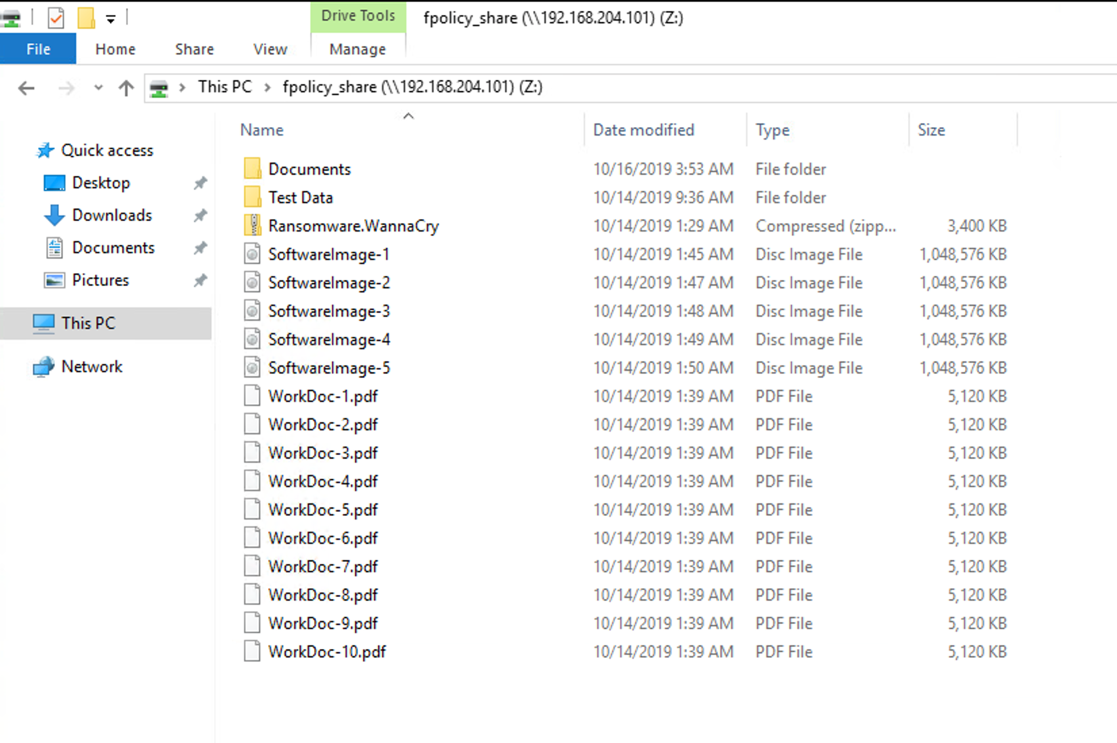 Drive Tools fpolicy_share (\\192.168.204.101) (Z:)
File Home Share View Manage
This PC fpolicy_share (\\192.168.204.101) (Z:)
Quick access
Desktop
Downloads
Documents
Pictures
This PC
Network
Name Date modified Type Size
Documents 10/16/2019 3:53 AM File folder
Test Data 10/14/2019 9:36 AM File folder
Ransomware.WannaCry 10/14/2019 1:29 AM Compressed (zipp... 3,400 KB
SoftwareImage-1 10/14/2019 1:45 AM Disc Image File 1,048,576 KB
SoftwareImage-2 10/14/2019 1:47 AM Disc Image File 1,048,576 KB
SoftwareImage-3 10/14/2019 1:48 AM Disc Image File 1,048,576 KB
SoftwareImage-4 10/14/2019 1:49 AM Disc Image File 1,048,576 KB
SoftwareImage-5 10/14/2019 1:50 AM Disc Image File 1,048,576 KB
WorkDoc-1.pdf 10/14/2019 1:39 AM PDF File 5,120 KB
WorkDoc-2.pdf 10/14/2019 1:39 AM PDF File 5,120 KB
WorkDoc-3.pdf 10/14/2019 1:39 AM PDF File 5,120 KB
WorkDoc-4.pdf 10/14/2019 1:39 AM PDF File 5,120 KB
WorkDoc-5.pdf 10/14/2019 1:39 AM PDF File 5,120 KB
WorkDoc-6.pdf 10/14/2019 1:39 AM PDF File 5,120 KB
WorkDoc-7.pdf 10/14/2019 1:39 AM PDF File 5,120 KB
WorkDoc-8.pdf 10/14/2019 1:39 AM PDF File 5,120 KB
WorkDoc-9.pdf 10/14/2019 1:39 AM PDF File 5,120 KB
WorkDoc-10.pdf 10/14/2019 1:39 AM PDF File 5,120 KB